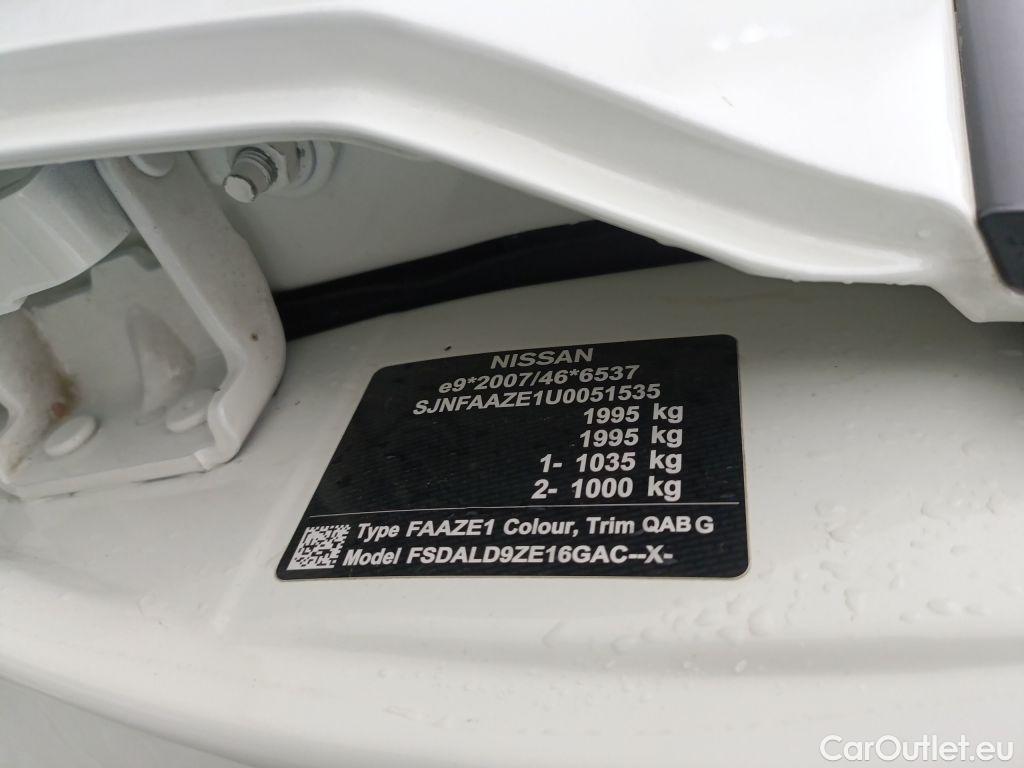 NISSAN
e9*2007/46*6537
SJNFAAZE1U0051535
1995 kg
1995 kg
1- 1035 kg
2- 1000 kg
Type FAAZE1 Colour, Trim QAB G
Model FSDALD9ZE16GAC--X-
CarOutlet.eu